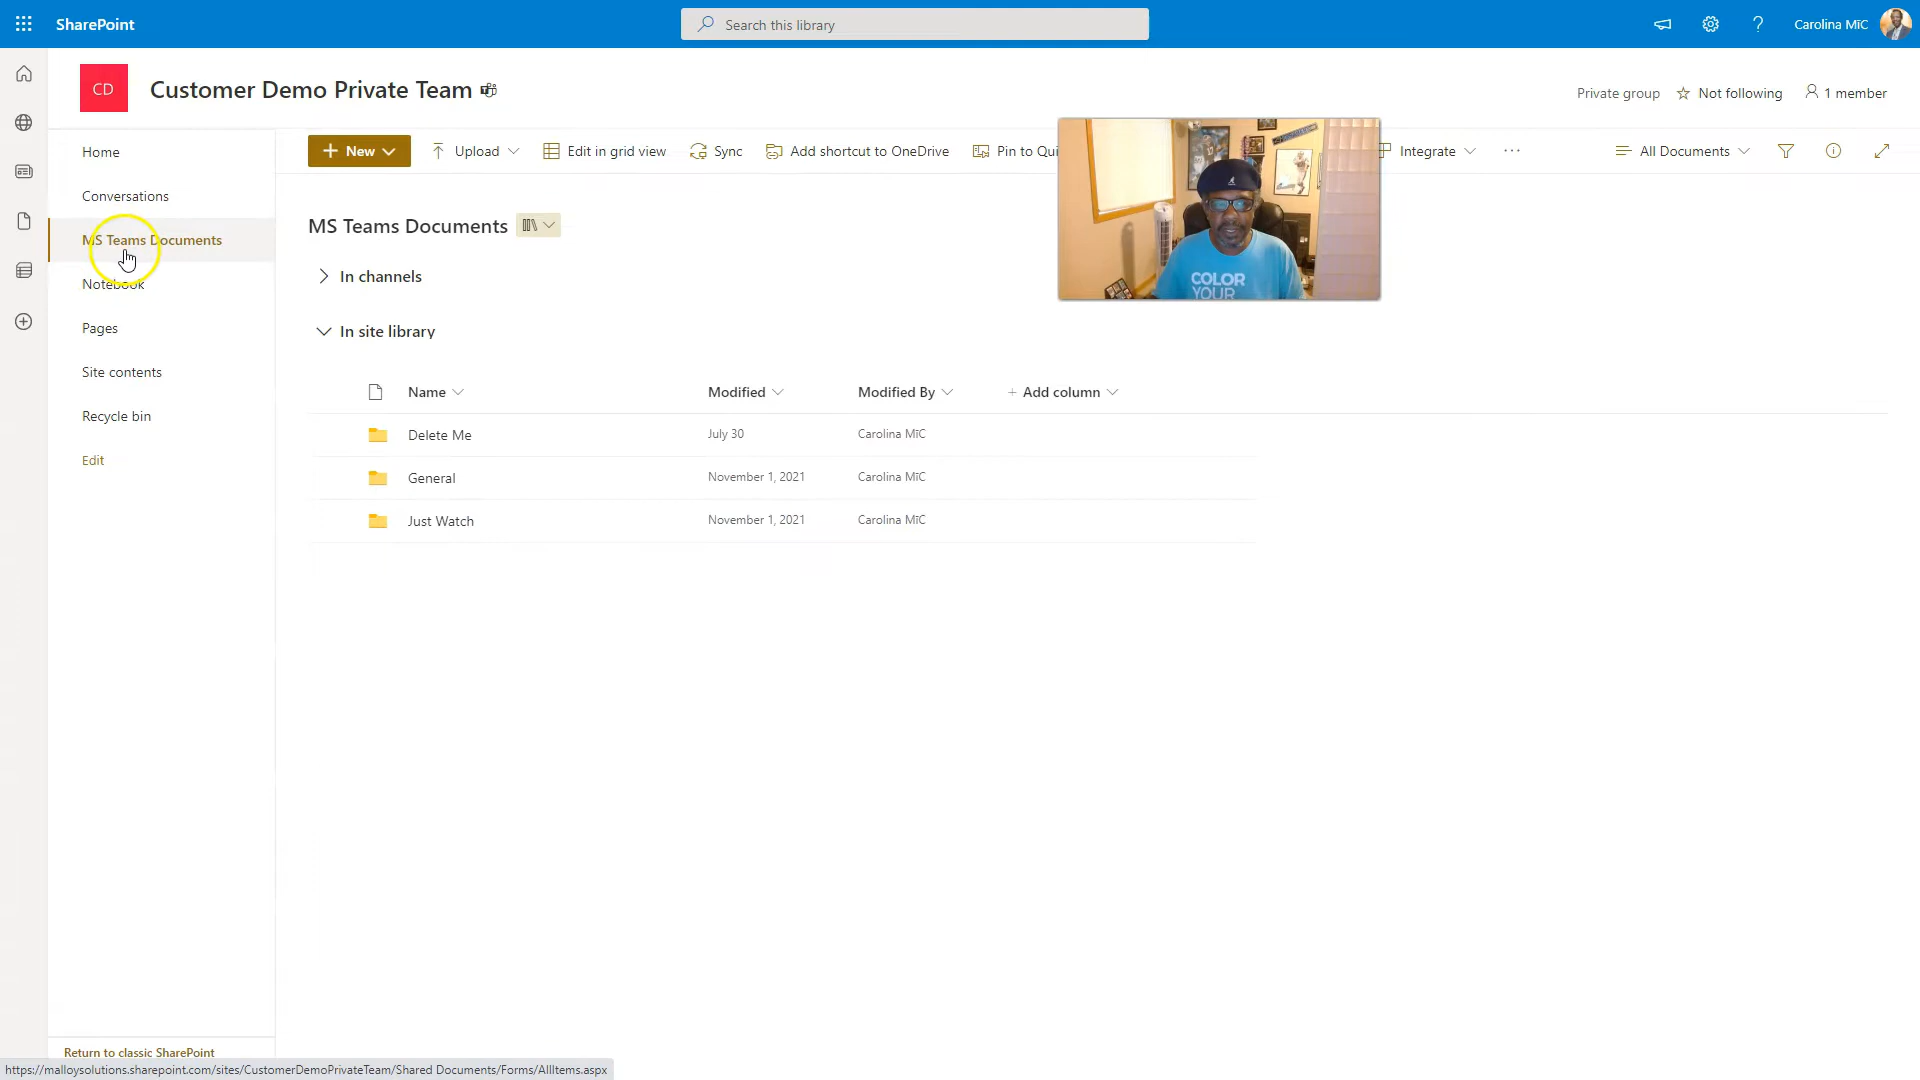 SharePoint
Search this library
Carolina MīC
CD
Customer Demo Private Team
Private group
Not following
1 member
Home
Conversations
MS Teams Documents
Notebook
Pages
Site contents
Recycle bin
Edit
Return to classic SharePoint
New
Upload
Edit in grid view
Sync
Add shortcut to OneDrive
Pin to Qui
Integrate
All Documents
MS Teams Documents
In channels
In site library
Name
Modified
Modified By
Add column
Delete Me
July 30
Carolina MīC
General
November 1, 2021
Carolina MīC
Just Watch
November 1, 2021
Carolina MīC
COLOR
YOUR
https://malloysolutions.sharepoint.com/sites/CustomerDemoPrivateTeam/Shared Documents/Forms/AllItems.aspx